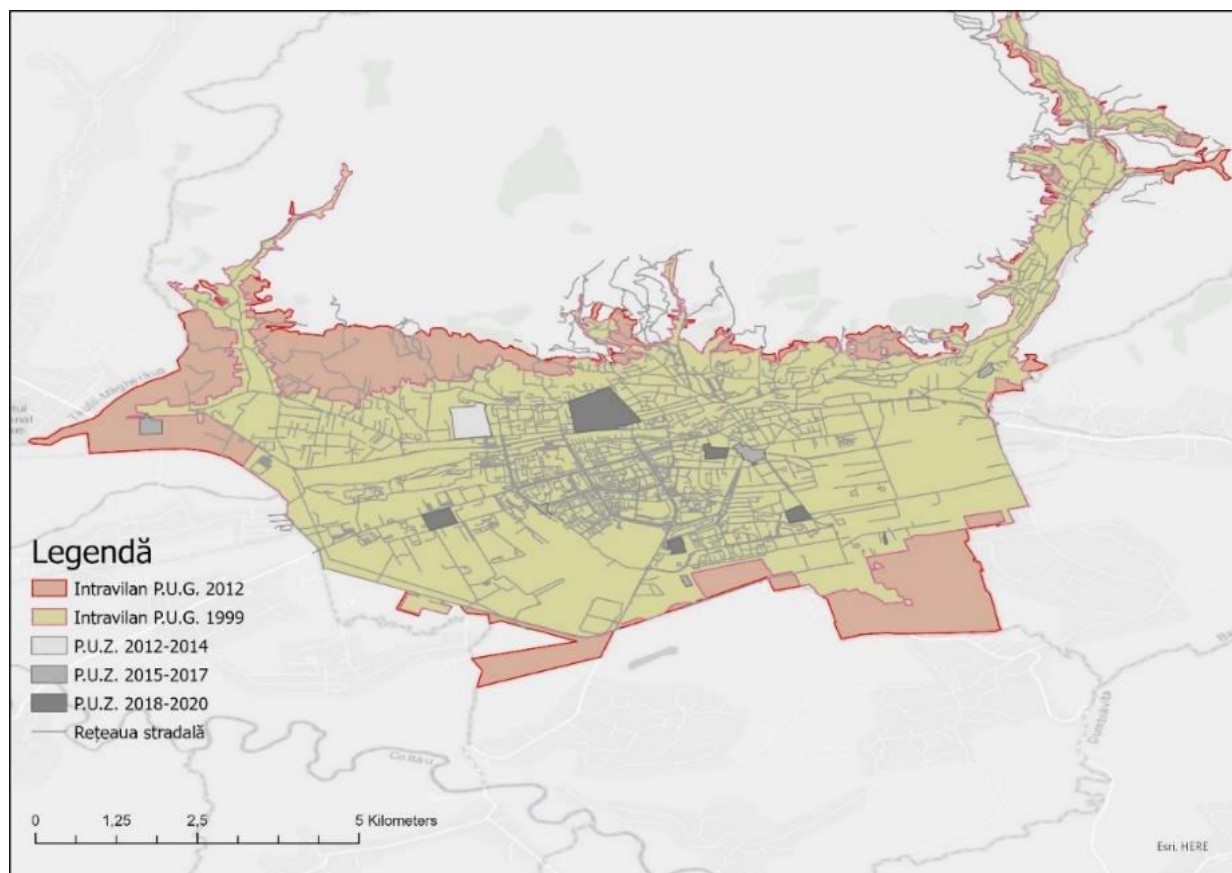 Legendă
Intravilan P.U.G. 2012
Intravilan P.U.G. 1999
P.U.Z. 2012-2014
P.U.Z. 2015-2017
P.U.Z. 2018-2020
Rețeaua stradală
0 1,25 2,5 5 Kilometers
Esri, HERE